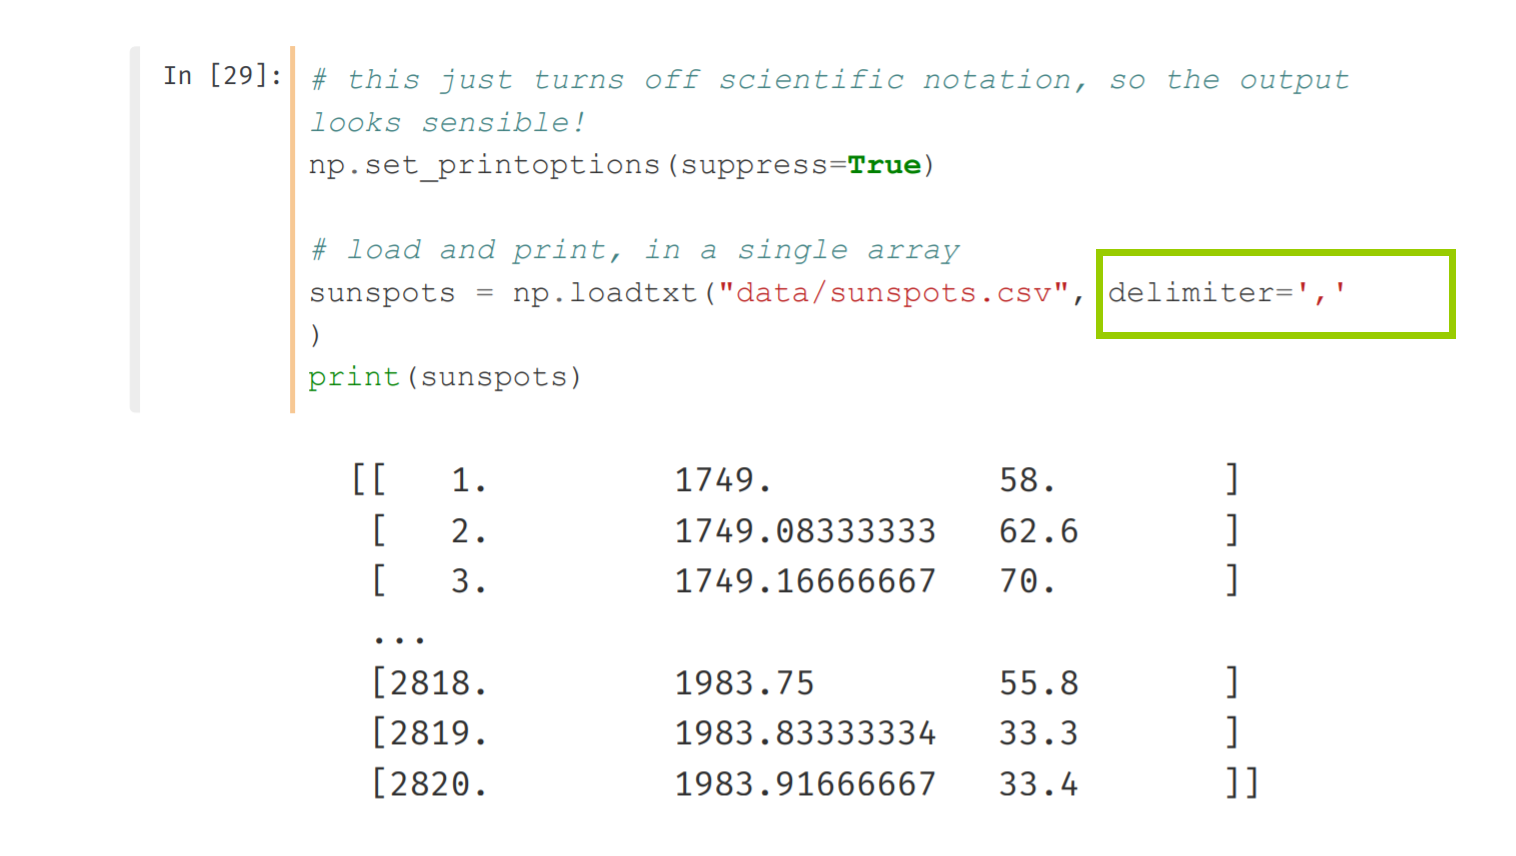 In [29]: # this just turns off scientific notation, so the output
looks sensible!
np.set_printoptions(suppress=True)
# load and print, in a single array
sunspots = np.loadtxt("data/sunspots.csv", delimiter=','
)
print(sunspots)
[[ 1. 1749. 58. ]
[ 2. 1749.08333333 62.6 ]
[ 3. 1749.16666667 70. ]
...
[2818. 1983.75 55.8 ]
[2819. 1983.83333334 33.3 ]
[2820. 1983.91666667 33.4 ]]